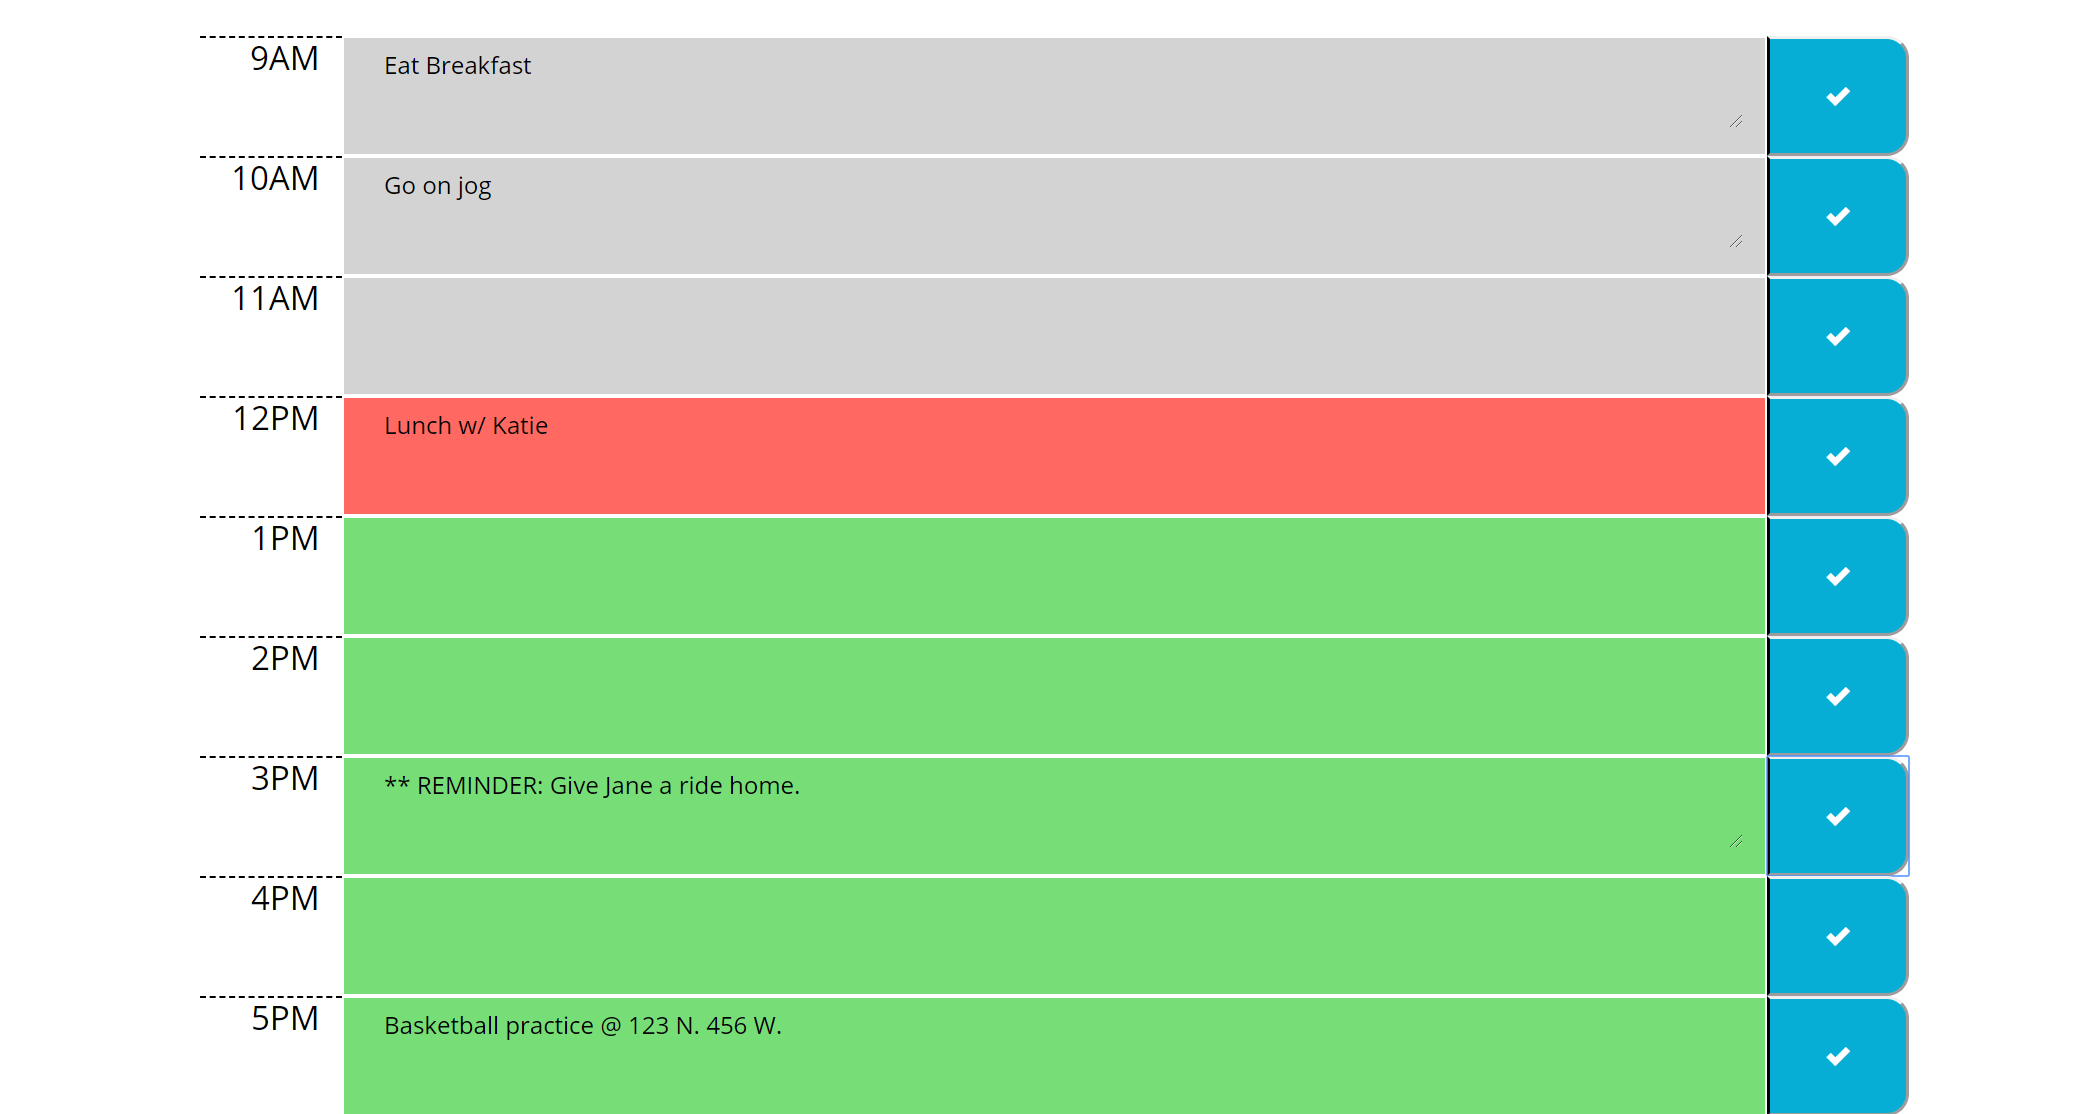 9AM
Eat Breakfast
10AM
Go on jog
11AM
12PM
Lunch w/ Katie
1PM
2PM
3PM
** REMINDER: Give Jane a ride home.
4PM
5PM
Basketball practice @ 123 N. 456 W.